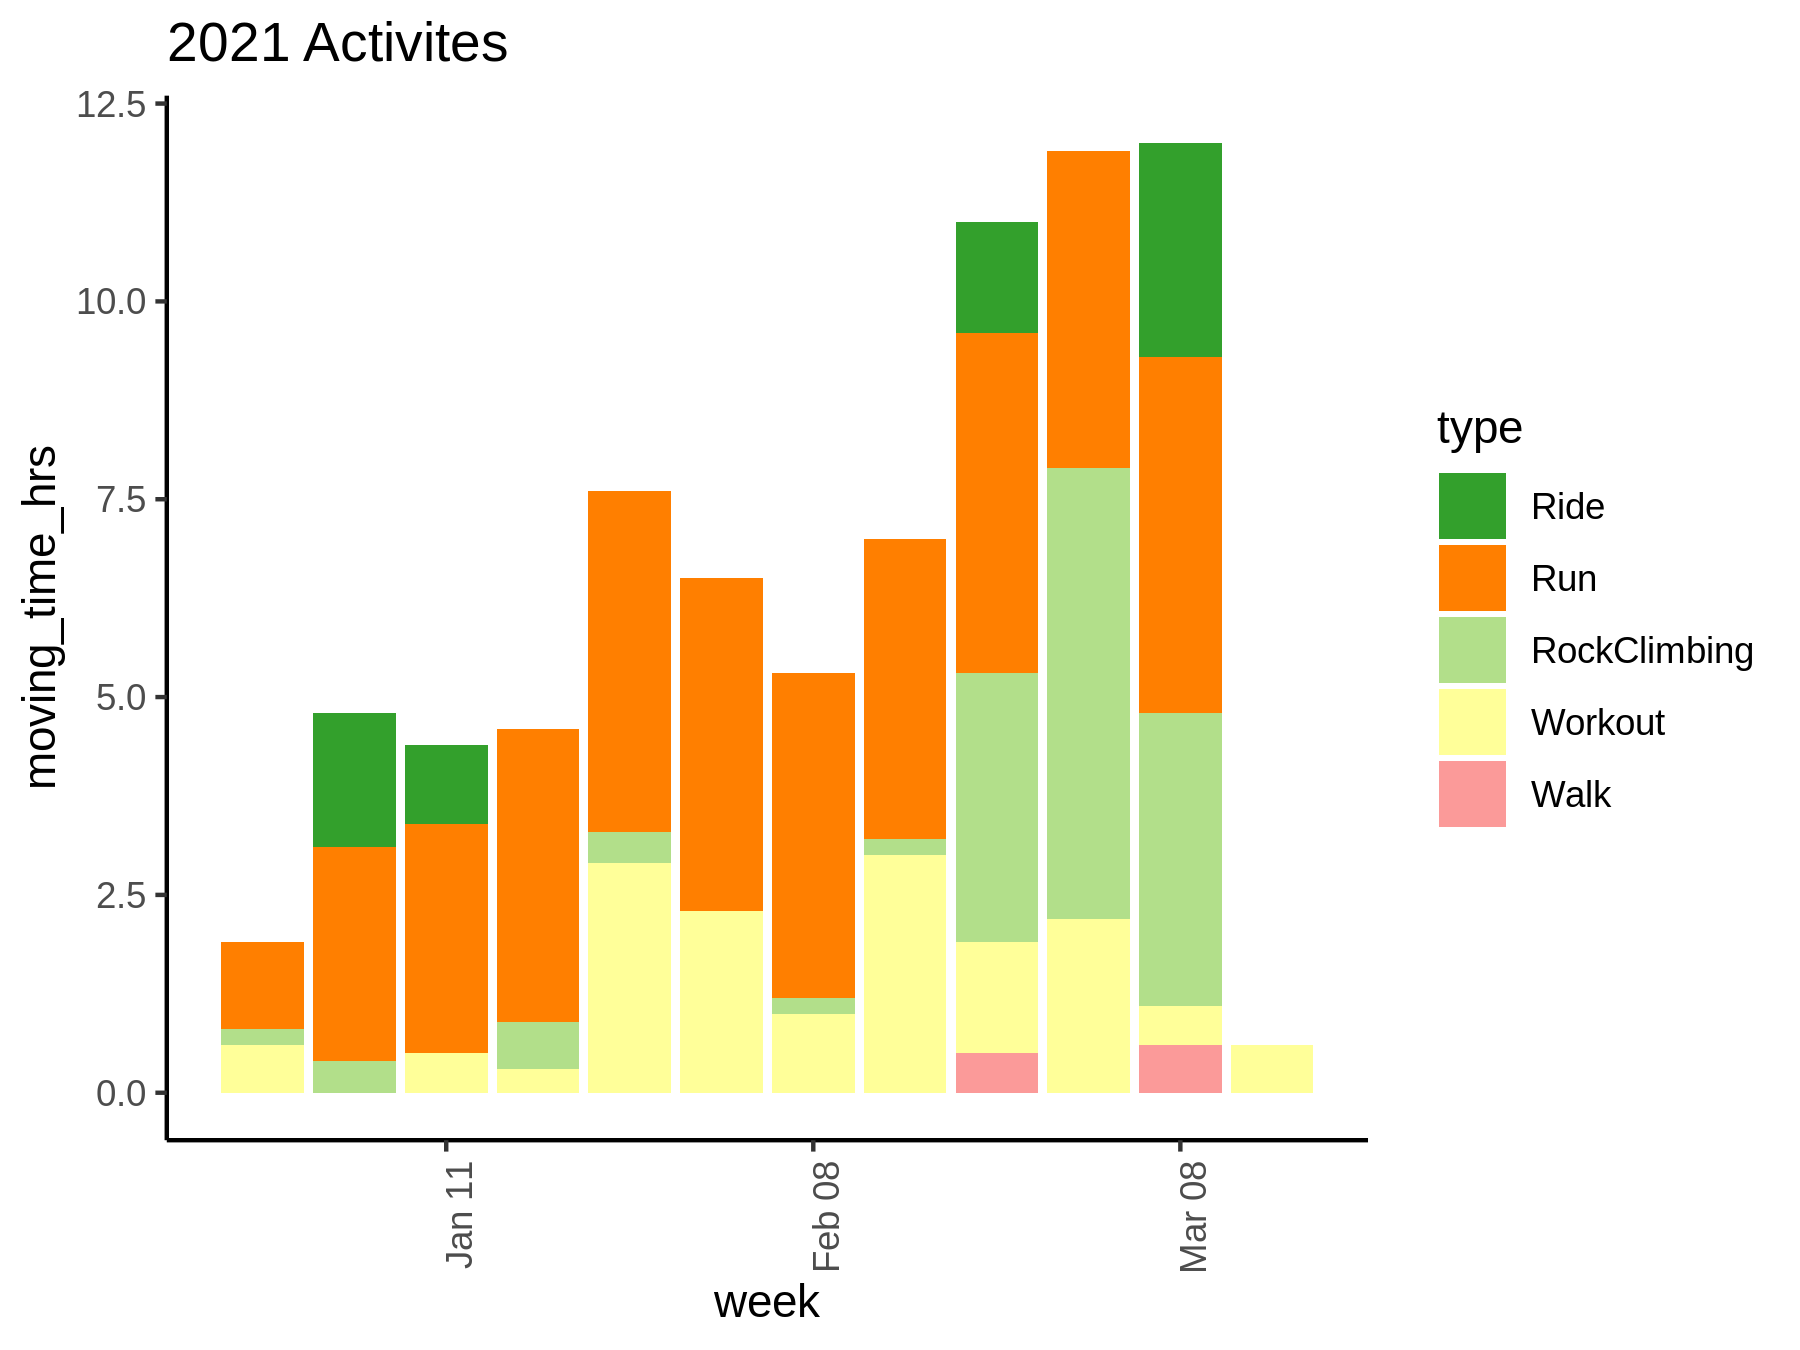 2021 Activites
moving_time_hrs
12.5
10.0
7.5
5.0
2.5
0.0
Jan 11
Feb 08
Mar 08
week
type
Ride
Run
RockClimbing
Workout
Walk